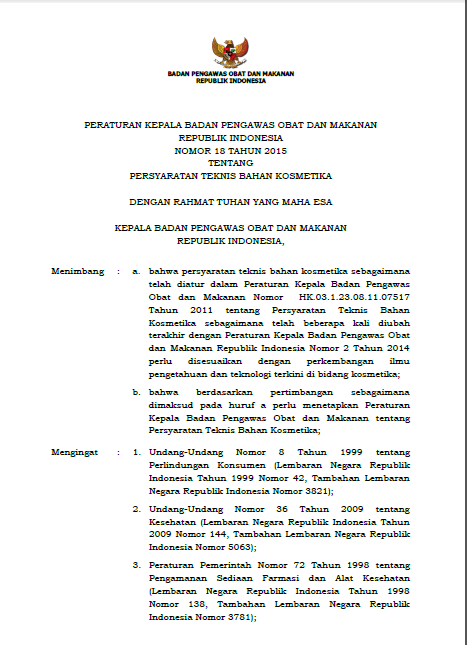 BADAN PENGAWAS OBAT DAN MAKANAN
REPUBLIK INDONESIA
PERATURAN KEPALA BADAN PENGAWAS OBAT DAN MAKANAN
REPUBLIK INDONESIA
NOMOR 18 TAHUN 2015
TENTANG
PERSYARATAN TEKNIS BAHAN KOSMETIKA
DENGAN RAHMAT TUHAN YANG MAHA ESA
KEPALA BADAN PENGAWAS OBAT DAN MAKANAN
REPUBLIK INDONESIA,
Menimbang : a. bahwa persyaratan teknis bahan kosmetika sebagaimana
telah diatur dalam Peraturan Kepala Badan Pengawas
Obat dan Makanan Nomor HK.03.1.23.08.11.07517
Tahun 2011 tentang Persyaratan Teknis Bahan
Kosmetika sebagaimana telah beberapa kali diubah
terakhir dengan Peraturan Kepala Badan Pengawas Obat
dan Makanan Republik Indonesia Nomor 2 Tahun 2014
perlu disesuaikan dengan perkembangan ilmu
pengetahuan dan teknologi terkini di bidang kosmetika;
b. bahwa berdasarkan pertimbangan sebagaimana
dimaksud pada huruf a perlu menetapkan Peraturan
Kepala Badan Pengawas Obat dan Makanan tentang
Persyaratan Teknis Bahan Kosmetika;
Mengingat : 1. Undang-Undang Nomor 8 Tahun 1999 tentang
Perlindungan Konsumen (Lembaran Negara Republik
Indonesia Tahun 1999 Nomor 42, Tambahan Lembaran
Negara Republik Indonesia Nomor 3821);
2. Undang-Undang Nomor 36 Tahun 2009 tentang
Kesehatan (Lembaran Negara Republik Indonesia Tahun
2009 Nomor 144, Tambahan Lembaran Negara Republik
Indonesia Nomor 5063);
3. Peraturan Pemerintah Nomor 72 Tahun 1998 tentang
Pengamanan Sediaan Farmasi dan Alat Kesehatan
(Lembaran Negara Republik Indonesia Tahun 1998
Nomor 138, Tambahan Lembaran Negara Republik
Indonesia Nomor 3781);